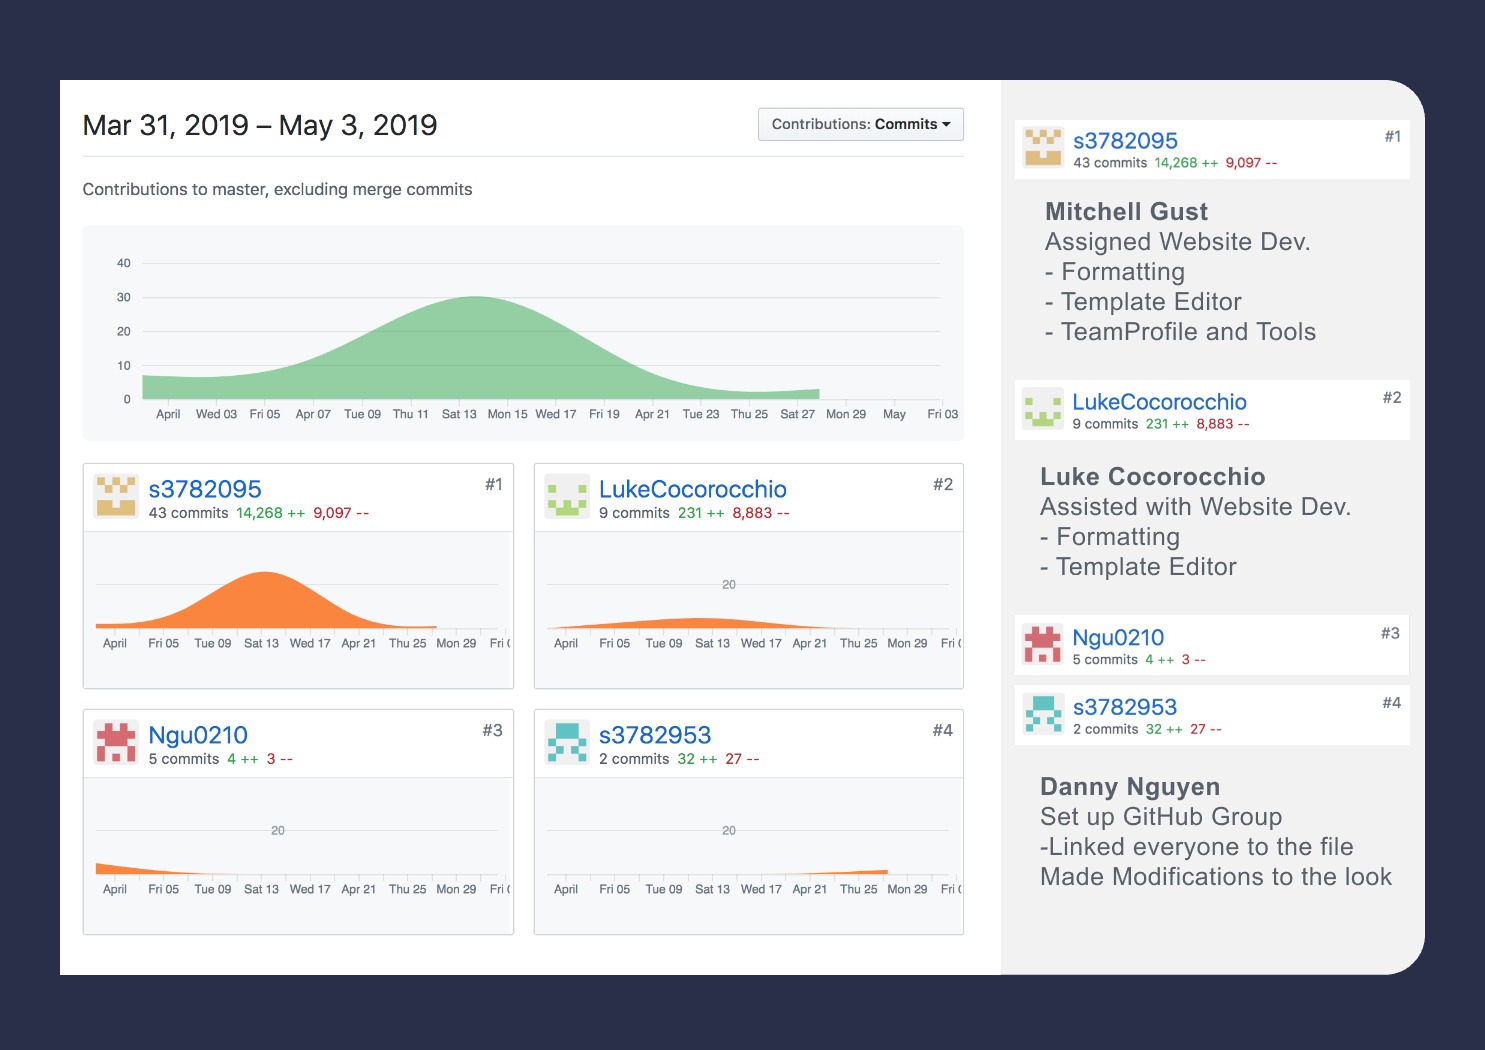 Mar 31, 2019 – May 3, 2019
Contributions: Commits
Contributions to master, excluding merge commits
40
30
20
10
0
April Wed 03 Fri 05 Apr 07 Tue 09 Thu 11 Sat 13 Mon 15 Wed 17 Fri 19 Apr 21 Tue 23 Thu 25 Sat 27 Mon 29 May Fri 03
s3782095 #1
43 commits 14,268 ++ 9,097 --
April Fri 05 Tue 09 Sat 13 Wed 17 Apr 21 Thu 25 Mon 29 Fri
LukeCocorocchio #2
9 commits 231 ++ 8,883 --
20
April Fri 05 Tue 09 Sat 13 Wed 17 Apr 21 Thu 25 Mon 29 Fri
Ngu0210 #3
5 commits 4 ++ 3 --
20
April Fri 05 Tue 09 Sat 13 Wed 17 Apr 21 Thu 25 Mon 29 Fri
s3782953 #4
2 commits 32 ++ 27 --
20
April Fri 05 Tue 09 Sat 13 Wed 17 Apr 21 Thu 25 Mon 29 Fri
s3782095 #1
43 commits 14,268 ++ 9,097 --
Mitchell Gust
Assigned Website Dev.
- Formatting
- Template Editor
- TeamProfile and Tools
LukeCocorocchio #2
9 commits 231 ++ 8,883 --
Luke Cocorocchio
Assisted with Website Dev.
- Formatting
- Template Editor
Ngu0210 #3
5 commits 4 ++ 3 --
s3782953 #4
2 commits 32 ++ 27 --
Danny Nguyen
Set up GitHub Group
-Linked everyone to the file
Made Modifications to the look